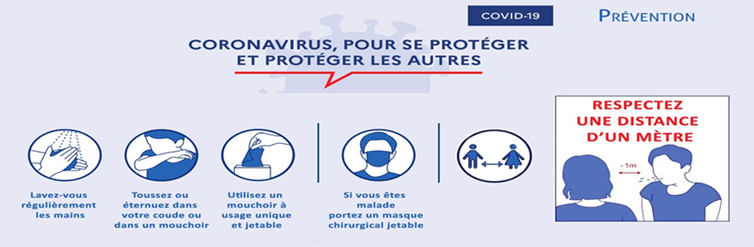 COVID-19
PRÉVENTION
CORONAVIRUS, POUR SE PROTÉGER
ET PROTÉGER LES AUTRES
Lavez-vous
régulièrement
les mains
Toussez ou
éternuez dans
votre coude ou
dans un mouchoir
Utilisez un
mouchoir à
usage unique
et jetable
Si vous êtes
malade
portez un masque
chirurgical jetable
RESPECTEZ
UNE DISTANCE
D'UN MÈTRE
- 1m